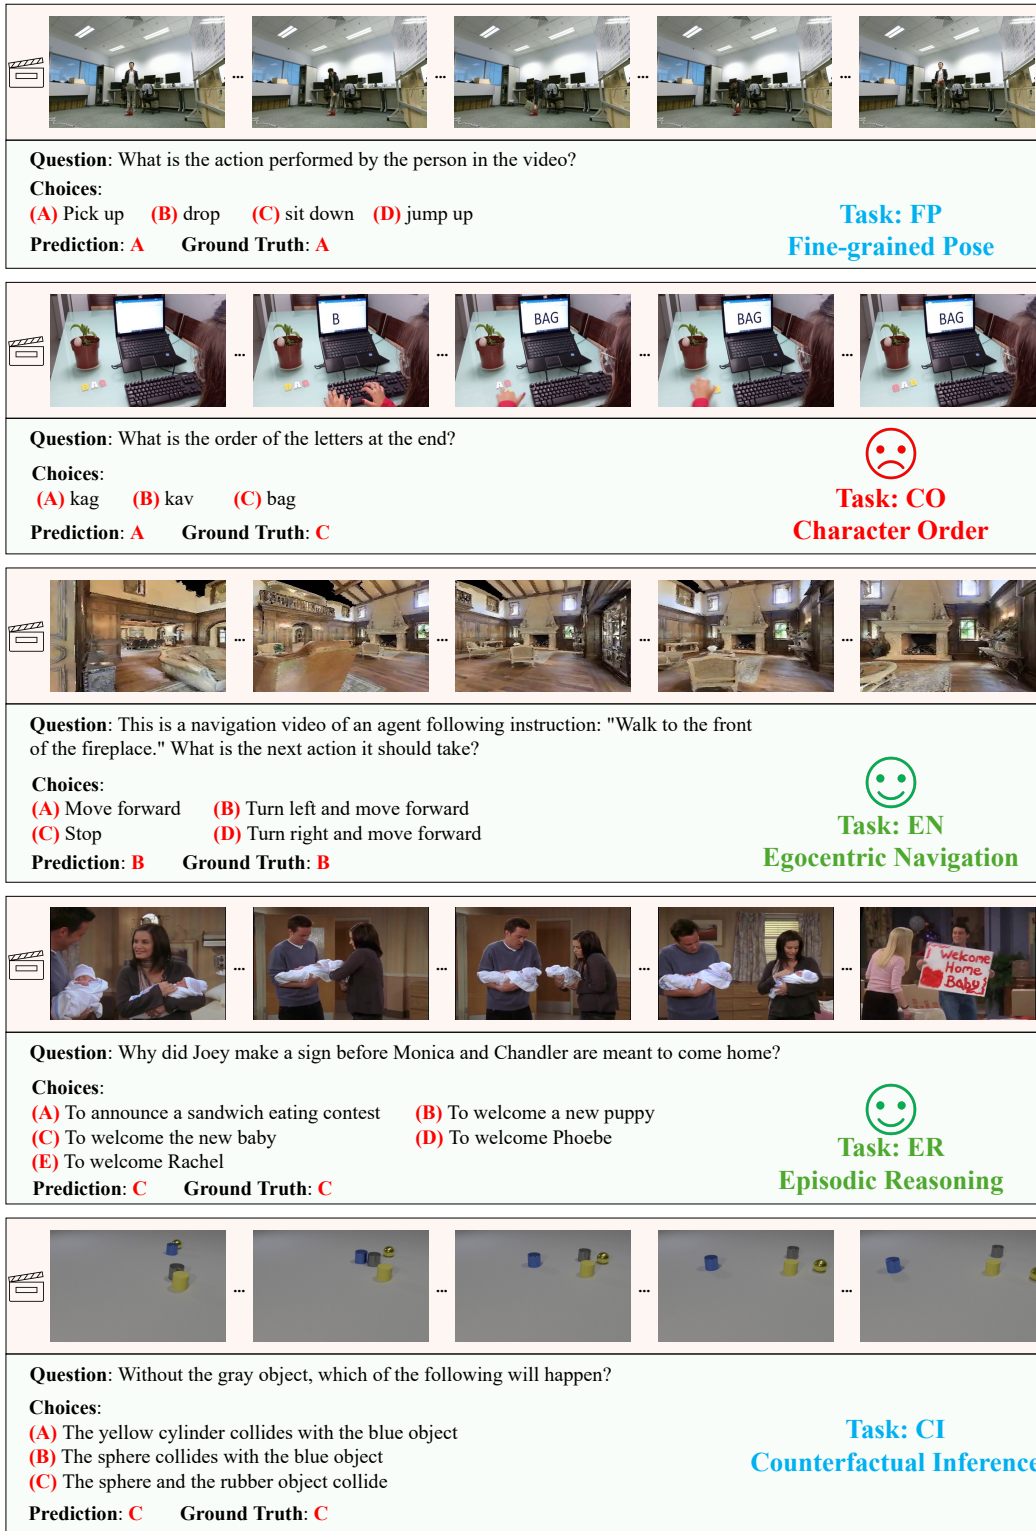 ...
...
...
...
Question: What is the action performed by the person in the video?
Choices:
(A) Pick up (B) drop (C) sit down (D) jump up
Prediction: A Ground Truth: A
Task: FP
Fine-grained Pose
B
BAG
BAG
BAG
B A G
B A G
A G
G A B
...
...
...
...
Question: What is the order of the letters at the end?
Choices:
(A) kag (B) kav (C) bag
Prediction: A Ground Truth: C
Task: CO
Character Order
...
...
...
...
Question: This is a navigation video of an agent following instruction: "Walk to the front
of the fireplace." What is the next action it should take?
Choices:
(A) Move forward (B) Turn left and move forward
(C) Stop (D) Turn right and move forward
Prediction: B Ground Truth: B
Task: EN
Egocentric Navigation
...
...
...
...
Welcome
Home
Baby
Question: Why did Joey make a sign before Monica and Chandler are meant to come home?
Choices:
(A) To announce a sandwich eating contest (B) To welcome a new puppy
(C) To welcome the new baby (D) To welcome Phoebe
(E) To welcome Rachel
Prediction: C Ground Truth: C
Task: ER
Episodic Reasoning
...
...
...
...
Question: Without the gray object, which of the following will happen?
Choices:
(A) The yellow cylinder collides with the blue object
(B) The sphere collides with the blue object
(C) The sphere and the rubber object collide
Prediction: C Ground Truth: C
Task: CI
Counterfactual Inference